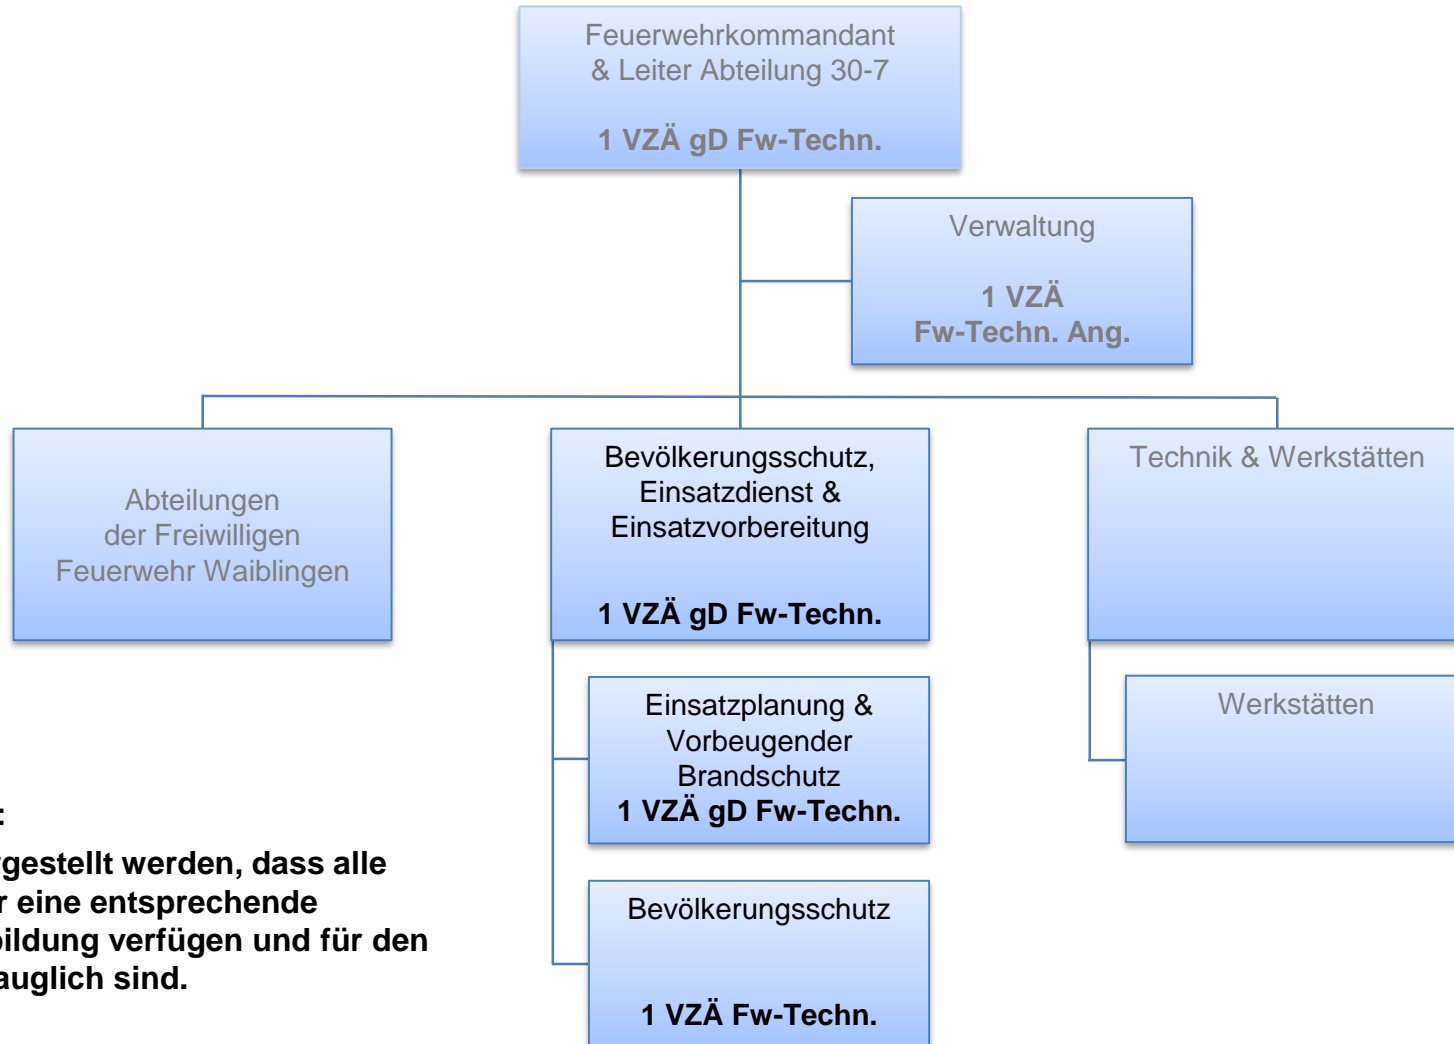 Feuerwehrkommandant
& Leiter Abteilung 30-7
1 VZÄ gD Fw-Techn.
Verwaltung
1 VZÄ
Fw-Techn. Ang.
Abteilungen
der Freiwilligen
Feuerwehr Waiblingen
Bevölkerungsschutz,
Einsatzdienst &
Einsatzvorbereitung
1 VZÄ gD Fw-Techn.
Technik & Werkstätten
Einsatzplanung &
Vorbeugender
Brandschutz
1 VZÄ gD Fw-Techn.
Werkstätten
Bevölkerungsschutz
1 VZÄ Fw-Techn.
:
gestellt werden, dass alle
r eine entsprechende
bildung verfügen und für den
auglich sind.